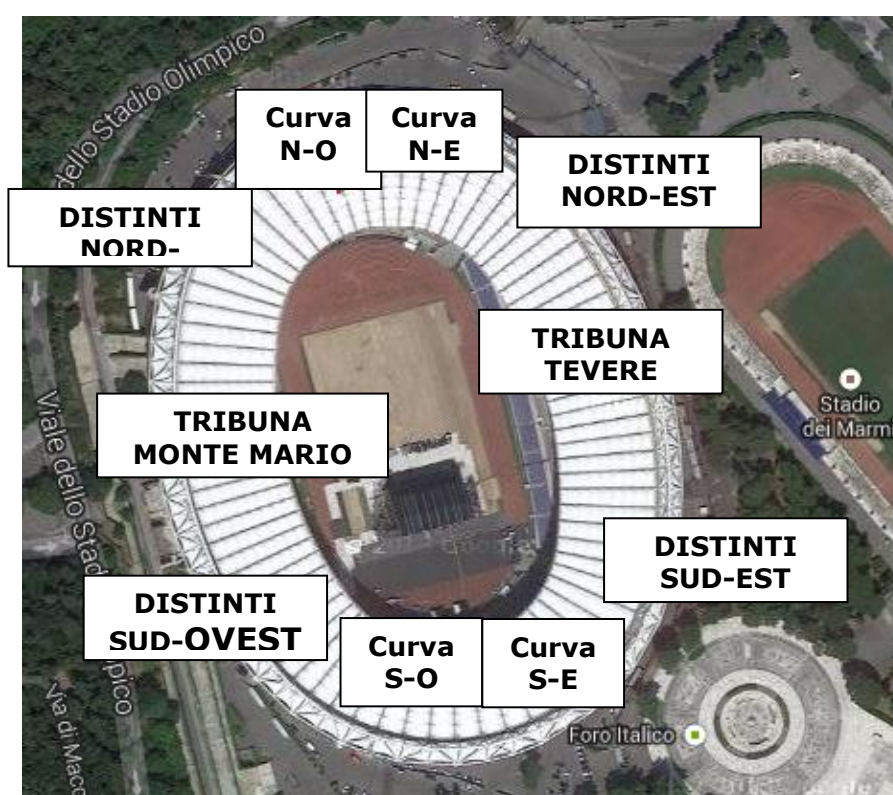 dello Stadio Olimpico
Curva
N-O
Curva
N-E
DISTINTI
NORD-EST
DISTINTI
NORD-
TRIBUNA
TEVERE
Stadio
dei Marmi
TRIBUNA
MONTE MARIO
Viale dello Stad
DISTINTI
SUD-EST
DISTINTI
SUD-OVEST
Curva
S-O
Curva
S-E
pico
Via di Maco
Foro Italico